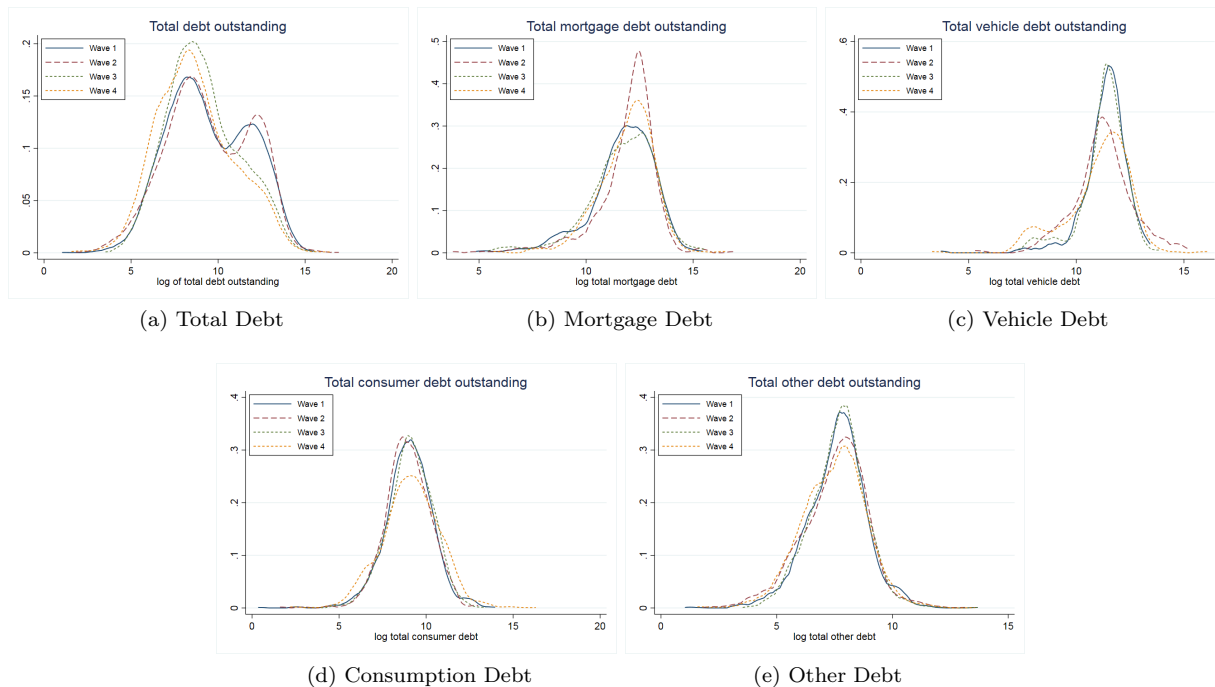 Total debt outstanding
Wave 1
Wave 2
Wave 3
Wave 4
.2
.15
.1
.05
0
0 5 10 15 20
log of total debt outstanding
(a) Total Debt
Total mortgage debt outstanding
Wave 1
Wave 2
Wave 3
Wave 4
.5
.4
.3
.2
.1
0
5 10 15 20
log total mortgage debt
(b) Mortgage Debt
Total vehicle debt outstanding
Wave 1
Wave 2
Wave 3
Wave 4
.6
.4
.2
0
5 10 15
log total vehicle debt
(c) Vehicle Debt
Total consumer debt outstanding
Wave 1
Wave 2
Wave 3
Wave 4
.4
.3
.2
.1
0
0 5 10 15 20
log total consumer debt
(d) Consumption Debt
Total other debt outstanding
Wave 1
Wave 2
Wave 3
Wave 4
.4
.3
.2
.1
0
0 5 10 15
log total other debt
(e) Other Debt